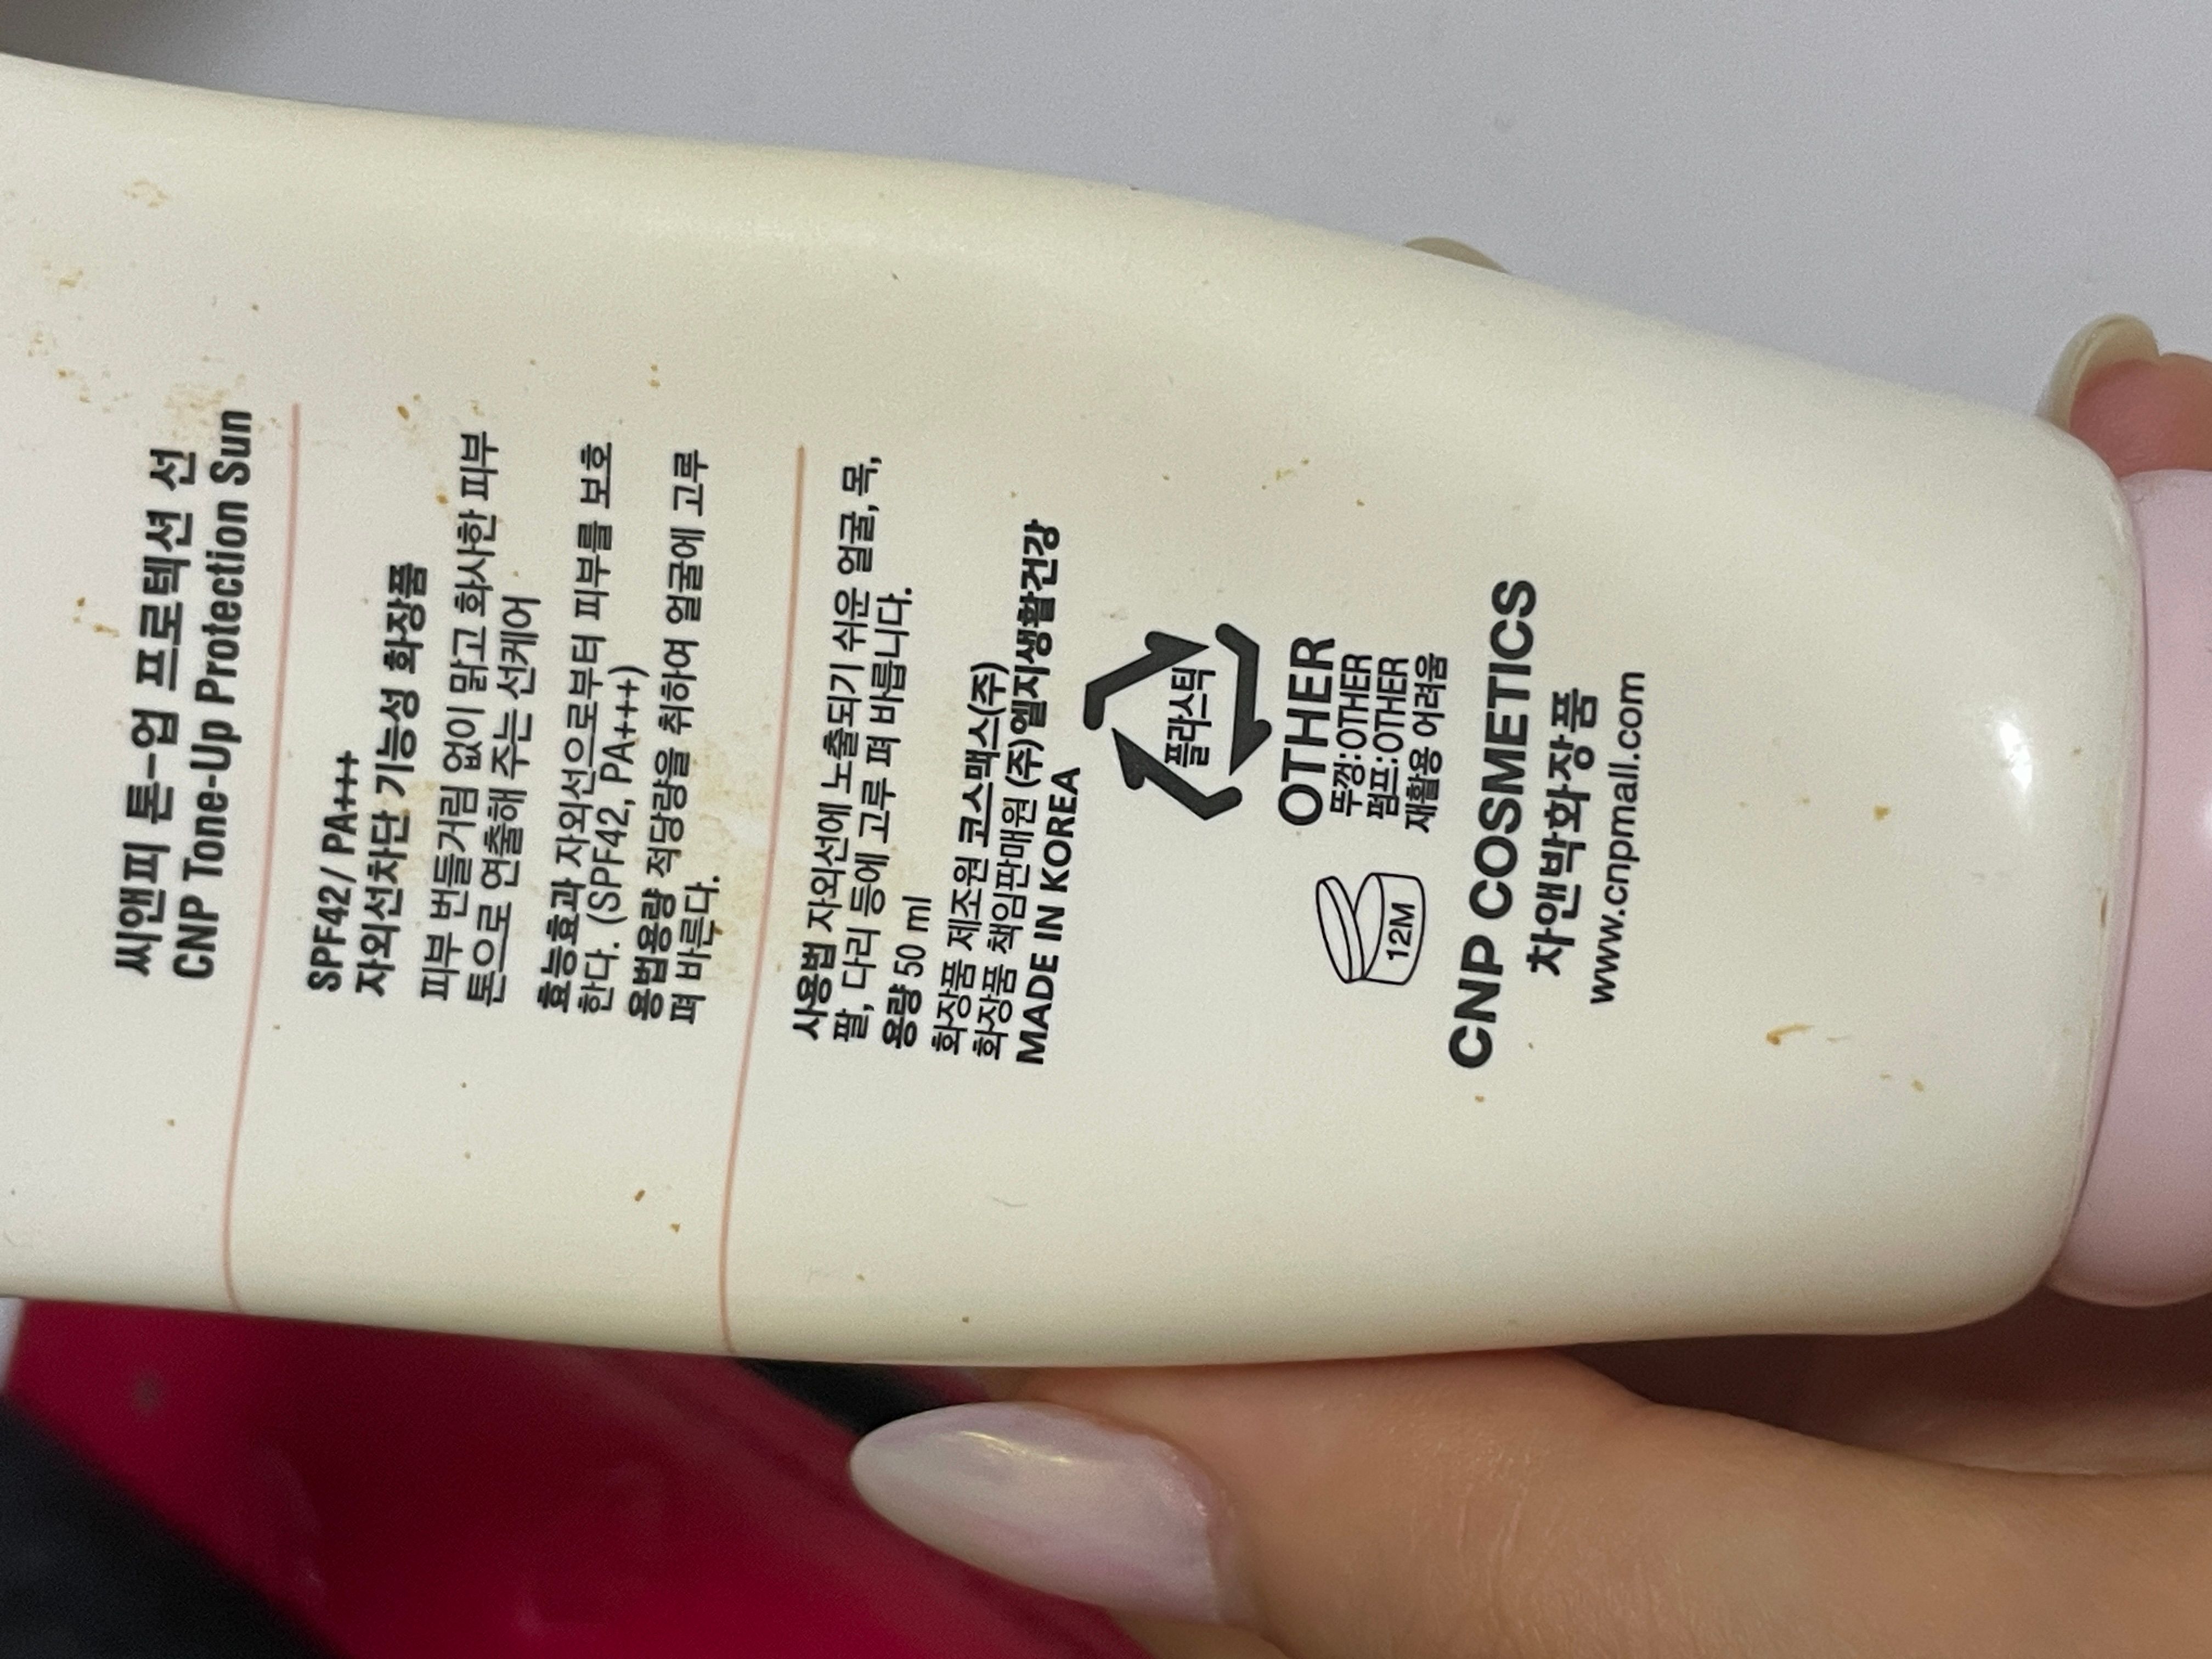 씨앤피 톤-업 프로텍션 선
CNP Tone-Up Protection Sun
SPF42/ PA+++
자외선차단 기능성 화장품
피부 번들거림 없이 맑고 화사한 피부
톤으로 연출해 주는 선케어
효능효과 자외선으로부터 피부를 보호
한다. (SPF42, PA+++)
용법용량 적당량을 취하여 얼굴에 고루
펴 바른다.
사용법 자외선에 노출되기 쉬운 얼굴, 목,
팔, 다리 등에 고루 펴 바릅니다.
용량 50 ml
화장품 제조원 코스맥스(주)
화장품 책임판매원 (주)엘지생활건강
MADE IN KOREA
플라스틱
OTHER
뚜껑:OTHER
펌프:OTHER
재활용 어려움
12M
CNP COSMETICS
차앤박화장품
www.cnpmall.com